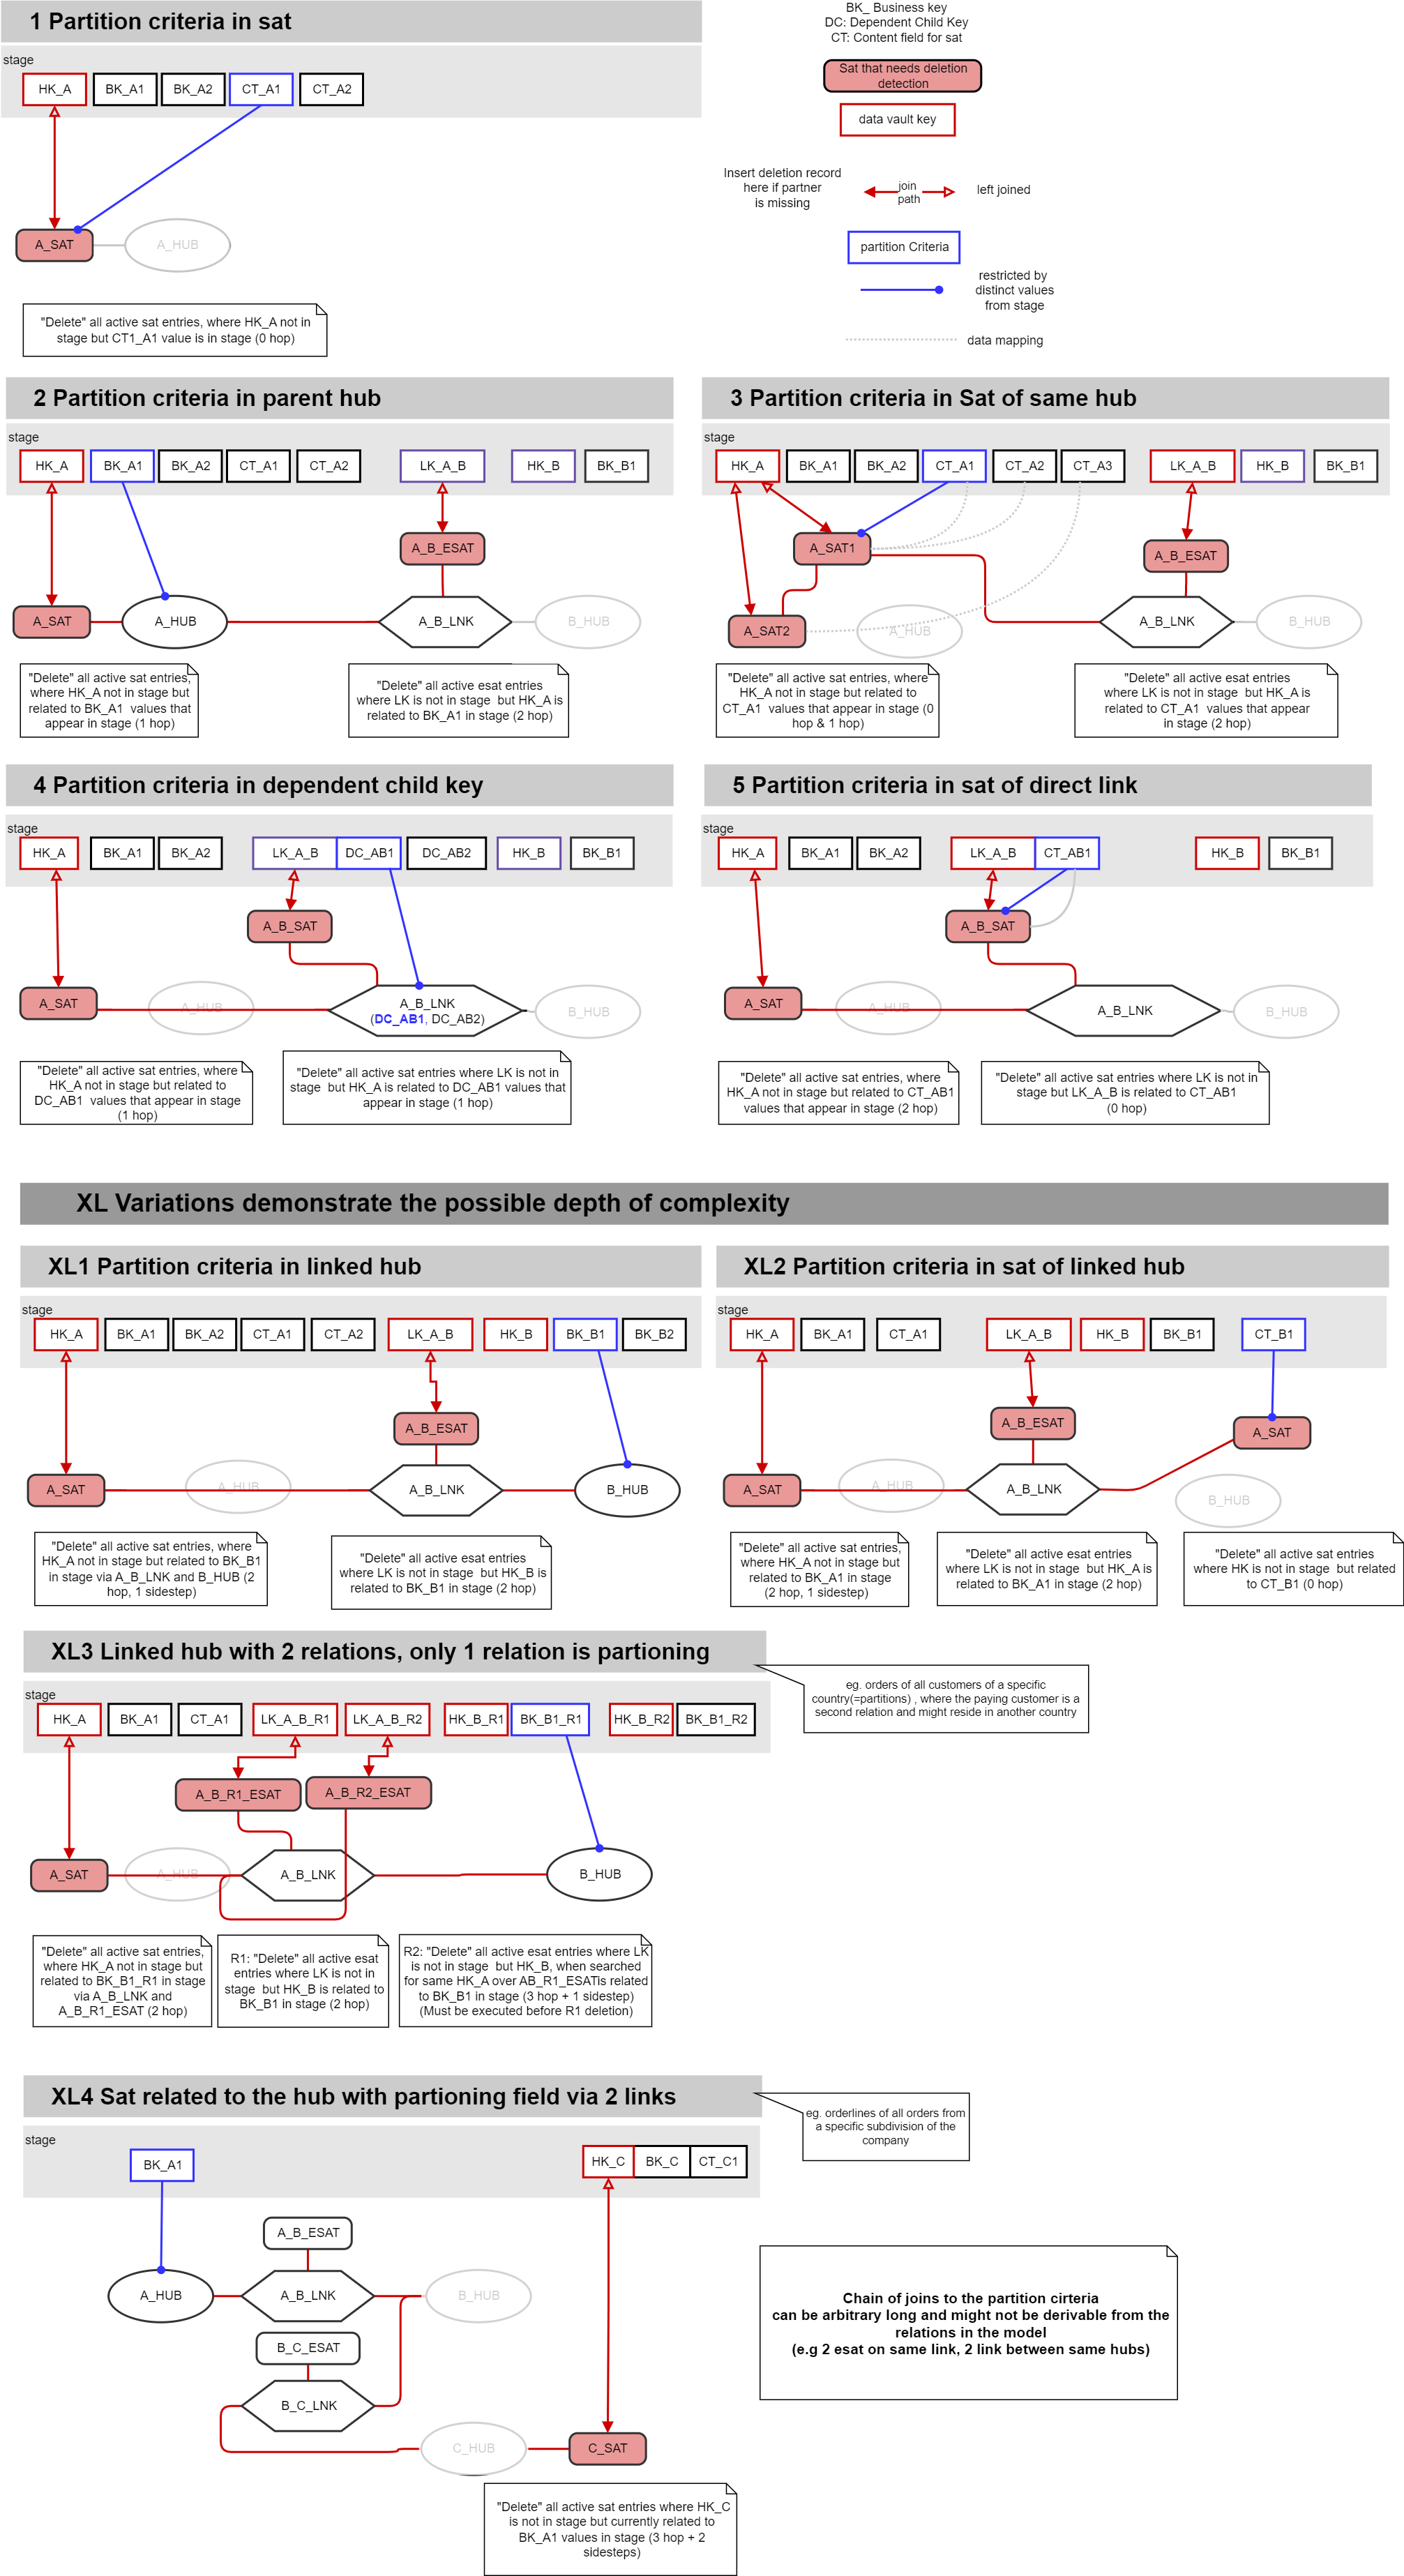 1 Partition criteria in sat
stage
HK_A
BK_A1
BK_A2
CT_A1
CT_A2
A_SAT
A_HUB
"Delete" all active sat entries, where HK_A not in
stage but CT1_A1 value is in stage (0 hop)
BK_ Business key
DC: Dependent Child Key
CT: Content field for sat
Sat that needs deletion
detection
data vault key
Insert deletion record
here if partner
is missing
join
path
left joined
partition Criteria
restricted by
distinct values
from stage
data mapping
2 Partition criteria in parent hub
stage
HK_A
BK_A1
BK_A2
CT_A1
CT_A2
LK_A_B
HK_B
BK_B1
A_B_ESAT
A_SAT
A_HUB
A_B_LNK
B_HUB
"Delete" all active sat entries,
where HK_A not in stage but
related to BK_A1  values that
appear in stage (1 hop)
"Delete" all active esat entries
where LK is not in stage  but HK_A is
related to BK_A1 in stage (2 hop)
3 Partition criteria in Sat of same hub
stage
HK_A
BK_A1
BK_A2
CT_A1
CT_A2
CT_A3
LK_A_B
HK_B
BK_B1
A_SAT1
A_B_ESAT
A_SAT2
A_HUB
A_B_LNK
B_HUB
"Delete" all active sat entries, where
HK_A not in stage but related to
CT_A1  values that appear in stage (0
hop & 1 hop)
"Delete" all active esat entries
where LK is not in stage  but HK_A is
related to CT_A1 values that appear
in stage (2 hop)
4 Partition criteria in dependent child key
stage
HK_A
BK_A1
BK_A2
LK_A_B
DC_AB1
DC_AB2
HK_B
BK_B1
A_B_SAT
A_SAT
A_HUB
A_B_LNK
(DC_AB1, DC_AB2)
B_HUB
"Delete" all active sat entries, where
HK_A not in stage but related to
DC_AB1  values that appear in stage
(1 hop)
"Delete" all active sat entries where LK is not in
stage  but HK_A is related to DC_AB1 values that
appear in stage (1 hop)
5 Partition criteria in sat of direct link
stage
HK_A
BK_A1
BK_A2
LK_A_B
CT_AB1
HK_B
BK_B1
A_B_SAT
A_SAT
A_HUB
A_B_LNK
B_HUB
"Delete" all active sat entries, where
HK_A not in stage but related to CT_AB1
values that appear in stage (2 hop)
"Delete" all active sat entries where LK is not in
stage but LK_A_B is related to CT_AB1
(0 hop)
XL Variations demonstrate the possible depth of complexity
XL1 Partition criteria in linked hub
stage
HK_A
BK_A1
BK_A2
CT_A1
CT_A2
LK_A_B
HK_B
BK_B1
BK_B2
A_B_ESAT
A_SAT
A_HUB
A_B_LNK
B_HUB
"Delete" all active sat entries, where
HK_A not in stage but related to BK_B1
in stage via A_B_LNK and B_HUB (2
hop, 1 sidestep)
"Delete" all active esat entries
where LK is not in stage  but HK_B is
related to BK_B1 in stage (2 hop)
XL2 Partition criteria in sat of linked hub
stage
HK_A
BK_A1
CT_A1
LK_A_B
HK_B
BK_B1
CT_B1
A_B_ESAT
A_SAT
A_SAT
A_HUB
A_B_LNK
B_HUB
"Delete" all active sat entries,
where HK_A not in stage but
related to BK_A1 in stage
(2 hop, 1 sidestep)
"Delete" all active esat entries
where LK is not in stage  but HK_A is
related to BK_A1 in stage (2 hop)
"Delete" all active sat entries
where HK is not in stage  but related
to CT_B1 (0 hop)
XL3 Linked hub with 2 relations, only 1 relation is partioning
eg. orders of all customers of a specific
country(=partitions) , where the paying customer is a
second relation and might reside in another country
stage
HK_A
BK_A1
CT_A1
LK_A_B_R1
LK_A_B_R2
HK_B_R1
BK_B1_R1
HK_B_R2
BK_B1_R2
A_B_R1_ESAT
A_B_R2_ESAT
A_SAT
A_HUB
A_B_LNK
B_HUB
"Delete" all active sat entries,
where HK_A not in stage but
related to BK_B1_R1 in stage
via A_B_LNK and
A_B_R1_ESAT (2 hop)
R1: "Delete" all active esat
entries where LK is not in
stage  but HK_B is related to
BK_B1 in stage (2 hop)
R2: "Delete" all active esat entries where LK
is not in stage  but HK_B, when searched
for same HK_A over AB_R1_ESATis related
to BK_B1 in stage (3 hop + 1 sidestep)
(Must be executed before R1 deletion)
XL4 Sat related to the hub with partioning field via 2 links
eg. orderlines of all orders from
a specific subdivision of the
company
stage
BK_A1
HK_C
BK_C
CT_C1
A_B_ESAT
A_HUB
A_B_LNK
B_HUB
B_C_ESAT
B_C_LNK
C_HUB
C_SAT
Chain of joins to the partition cirteria
can be arbitrary long and might not be derivable from the
relations in the model
(e.g 2 esat on same link, 2 link between same hubs)
"Delete" all active sat entries where HK_C
is not in stage but currently related to
BK_A1 values in stage (3 hop + 2
sidesteps)